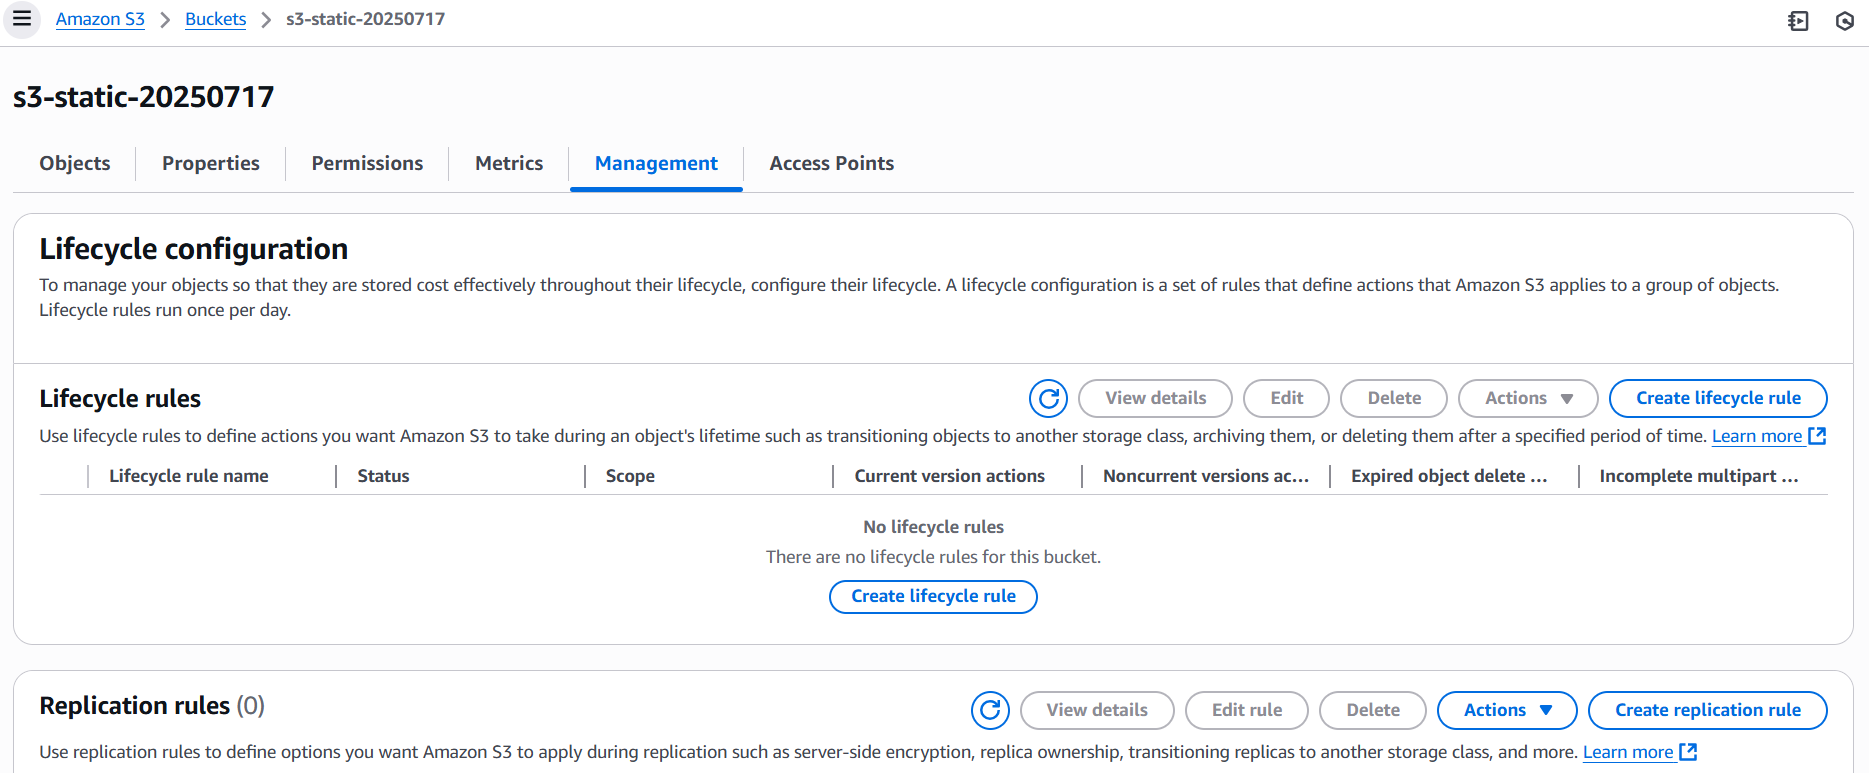 Amazon S3 > Buckets > s3-static-20250717
s3-static-20250717
Objects Properties Permissions Metrics Management Access Points
Lifecycle configuration
To manage your objects so that they are stored cost effectively throughout their lifecycle, configure their lifecycle. A lifecycle configuration is a set of rules that define actions that Amazon S3 applies to a group of objects.
Lifecycle rules run once per day.
Lifecycle rules View details Edit Delete Actions Create lifecycle rule
Use lifecycle rules to define actions you want Amazon S3 to take during an object's lifetime such as transitioning objects to another storage class, archiving them, or deleting them after a specified period of time. Learn more
Lifecycle rule name Status Scope Current version actions Noncurrent versions ac... Expired object delete ... Incomplete multipart ...
No lifecycle rules
There are no lifecycle rules for this bucket.
Create lifecycle rule
Replication rules (0) View details Edit rule Delete Actions Create replication rule
Use replication rules to define options you want Amazon S3 to apply during replication such as server-side encryption, replica ownership, transitioning replicas to another storage class, and more. Learn more